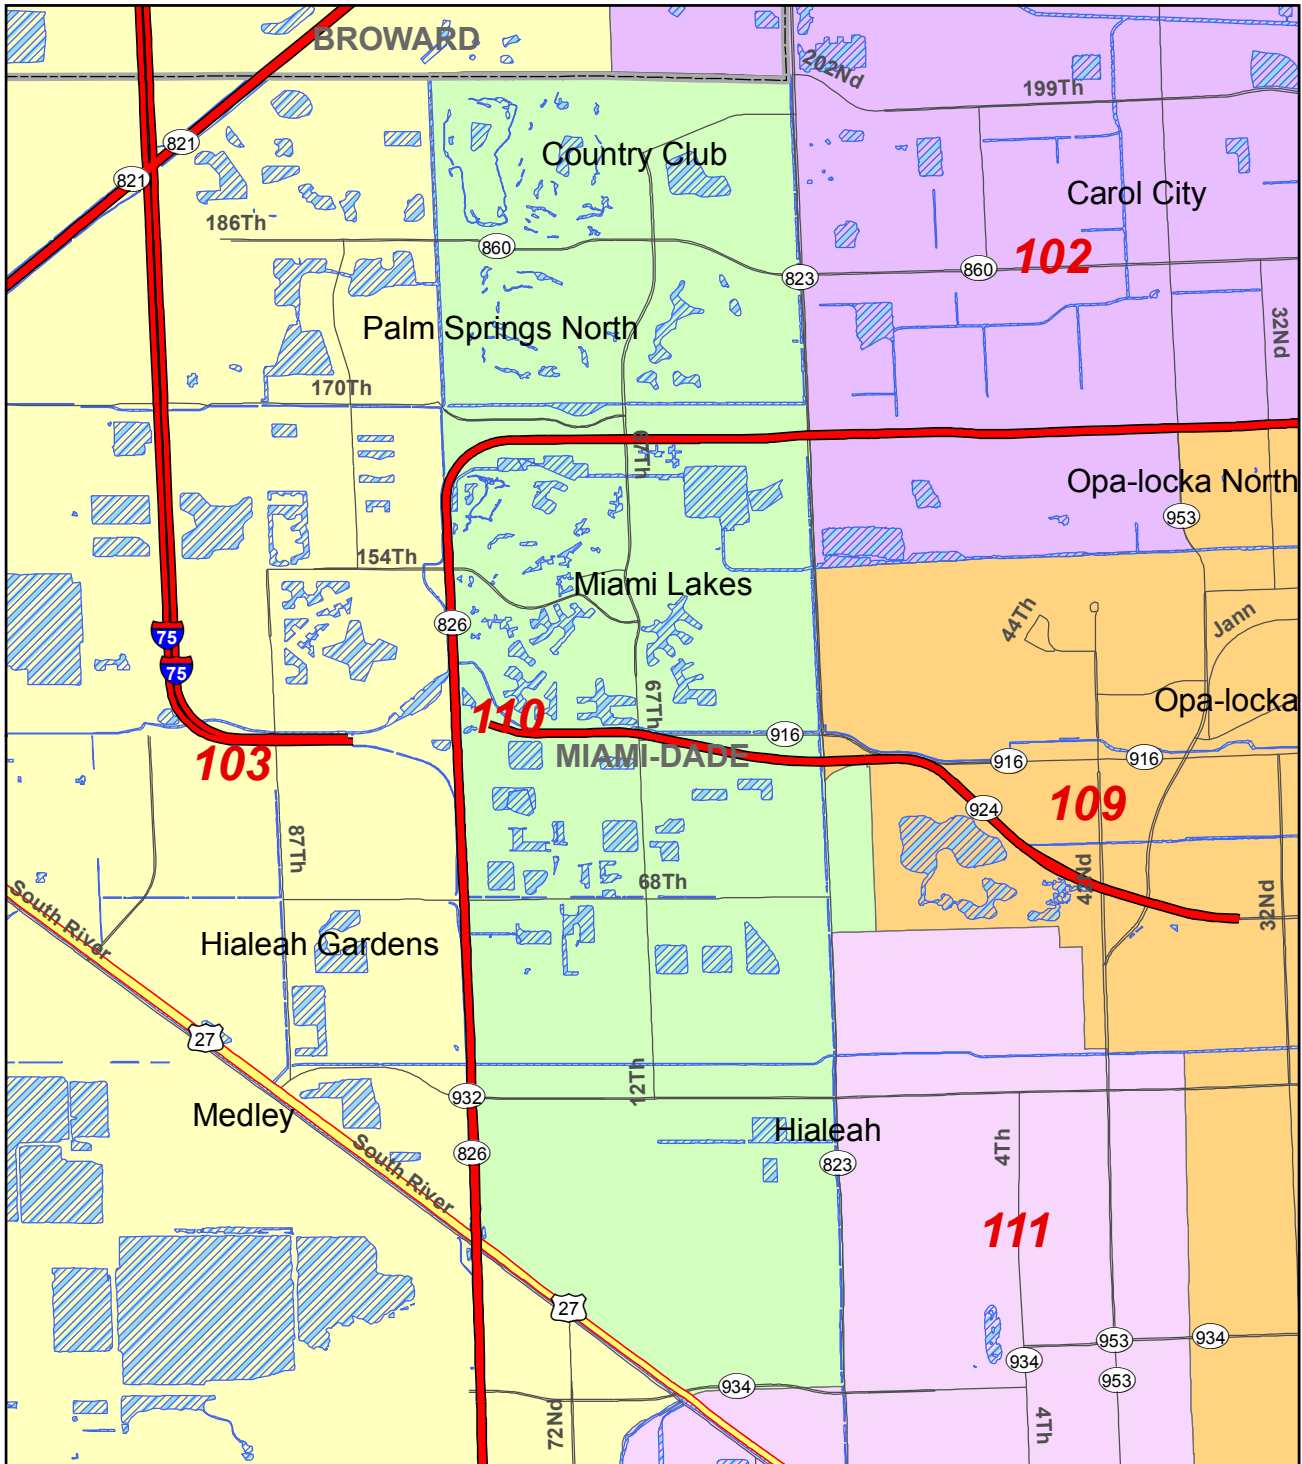 BROWARD
202Nd
199Th
821
821
Country Club
Carol City
186Th
860
823
860
102
Palm Springs North
32Nd
170Th
67Th
Opa-locka North
953
154Th
Miami Lakes
826
44Th
Jann
75
75
67Th
Opa-locka
110
916
103
MIAMI-DADE
916
916
924
109
87Th
42Nd
68Th
32Nd
South River
Hialeah Gardens
27
12Th
932
Medley
Hialeah
South River
826
823
4Th
111
27
953
934
934
953
934
72Nd
4Th